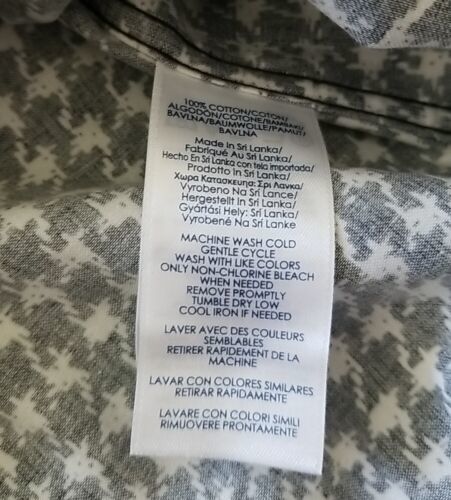 100% COTTON/COTON/
ALGODÓN/COTONE/ΒΑΜΒΑΚΙ/
BAVLNA/BAUMWOLLE/PAMUT/
BAVLNA
Made In Sri Lanka/
Fabriqué Au Sri Lanka/
Hecho En Sri Lanka con tela importada/
Prodotto In Sri Lanka/
Χωρα Κατασκευησ: Σρι Λανκα/
Vyrobeno Na Sri Lance/
Hergestellt In Sri Lanka/
Gyártási Hely: Srí Lanka/
Vyrobené Na Srí Lanke
MACHINE WASH COLD
GENTLE CYCLE
WASH WITH LIKE COLORS
ONLY NON-CHLORINE BLEACH
WHEN NEEDED
REMOVE PROMPTLY
TUMBLE DRY LOW
COOL IRON IF NEEDED
LAVER AVEC DES COULEURS
SEMBLABLES
RETIRER RAPIDEMENT DE LA
MACHINE
LAVAR CON COLORES SIMILARES
RETIRAR RAPIDAMENTE
LAVARE CON COLORI SIMILI
RIMUOVERE PRONTAMENTE